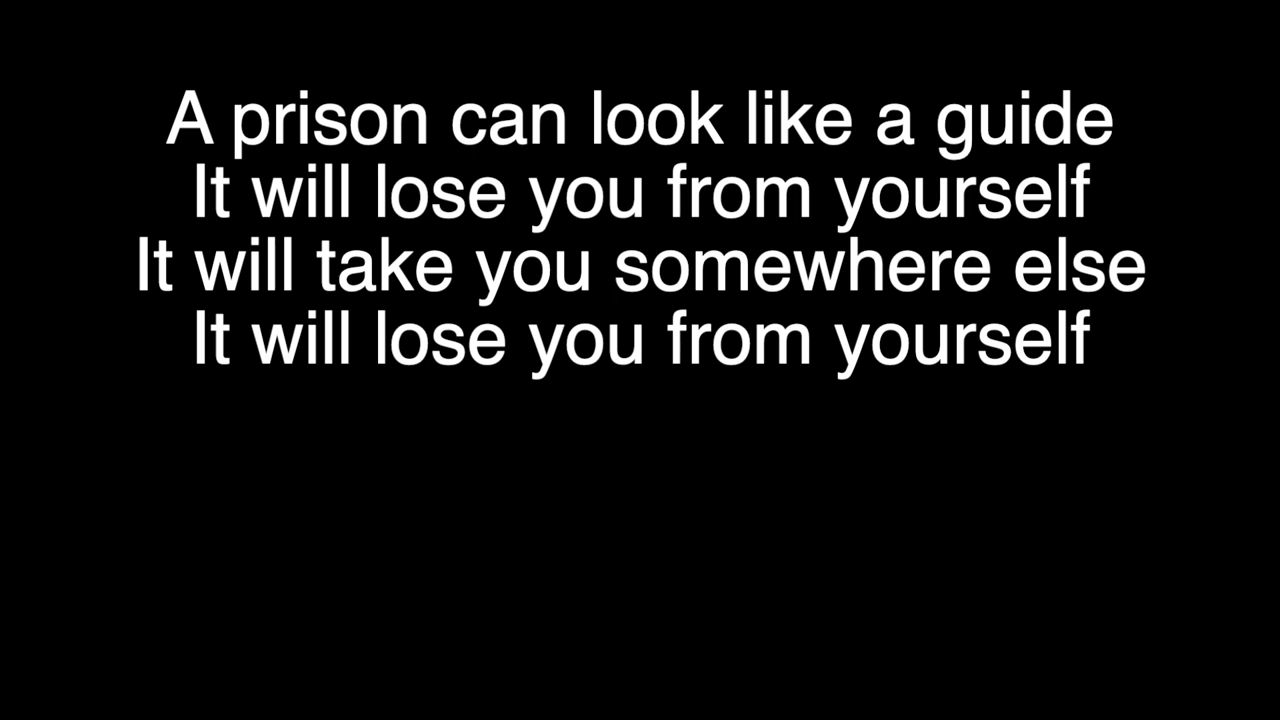 A prison can look like a guide
It will lose you from yourself
It will take you somewhere else
It will lose you from yourself